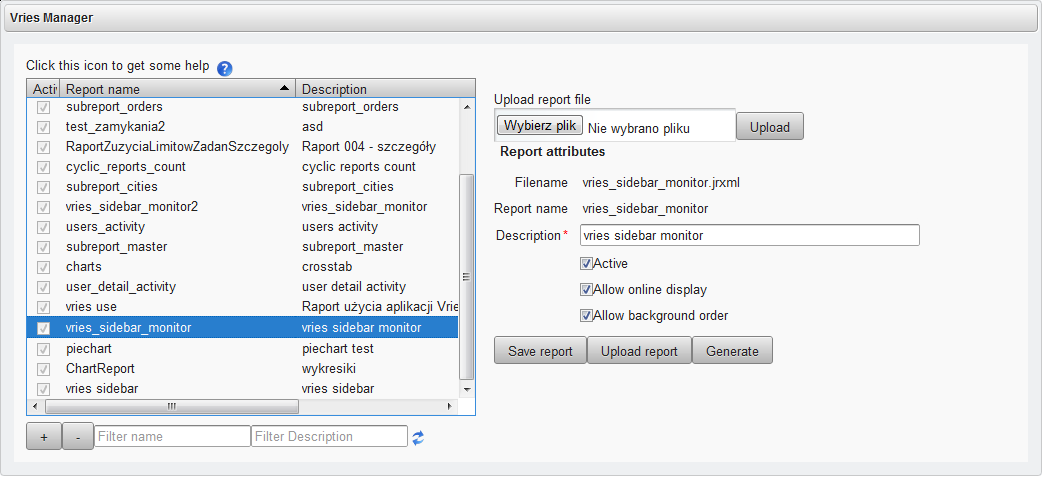 Vries Manager
Click this icon to get some help ?
Acti Report name Description
subreport_orders subreport_orders
test_zamykania2 asd
RaportZuzyciaLimitowZadanSzczegoly Raport 004 - szczegóły
cyclic_reports_count cyclic reports count
subreport_cities subreport_cities
vries_sidebar_monitor2 vries_sidebar_monitor
users_activity users activity
subreport_master subreport_master
charts crosstab
user_detail_activity user detail activity
vries use Raport użycia aplikacji Vrie
vries_sidebar_monitor vries sidebar monitor
piechart piechart test
ChartReport wykresiki
vries sidebar vries sidebar
+ - Filter name Filter Description
Upload report file
Wybierz plik Nie wybrano pliku Upload
Report attributes
Filename vries_sidebar_monitor.jrxml
Report name vries_sidebar_monitor
Description* vries sidebar monitor
Active
Allow online display
Allow background order
Save report Upload report Generate